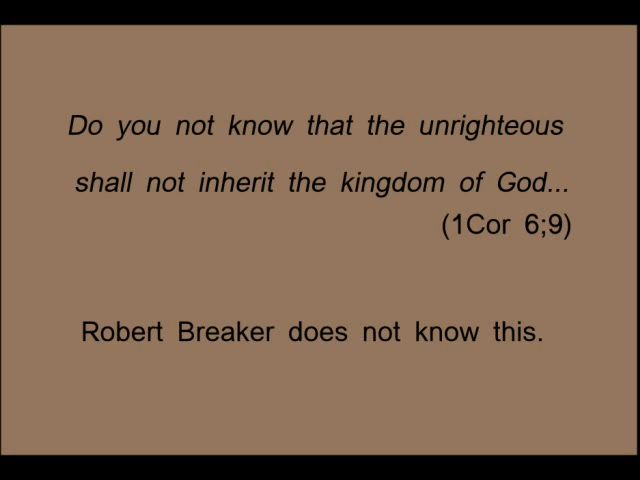 Do you not know that the unrighteous
shall not inherit the kingdom of God...
(1Cor 6;9)
Robert Breaker does not know this.